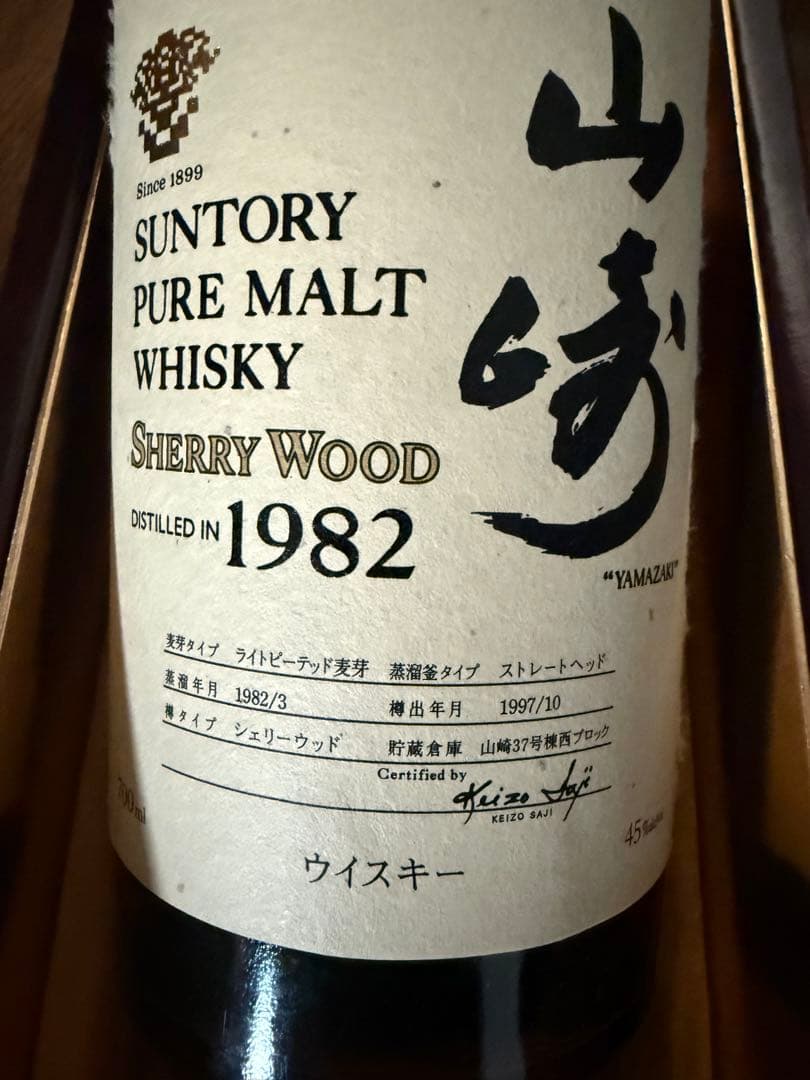 Since 1899
SUNTORY
PURE MALT
WHISKY
SHERRY WOOD
DISTILLED IN 1982
山崎
"YAMAZAKI"
麦芽タイプ ライトピーテッド麦芽 蒸溜釜タイプ ストレートヘッド
蒸溜年月 1982/3 樽出年月 1997/10
樽タイプ シェリーウッド 貯蔵倉庫 山崎37号棟西ブロック
Certified by Keizo Saji
KEIZO SAJI
700ml
45%
ウイスキー